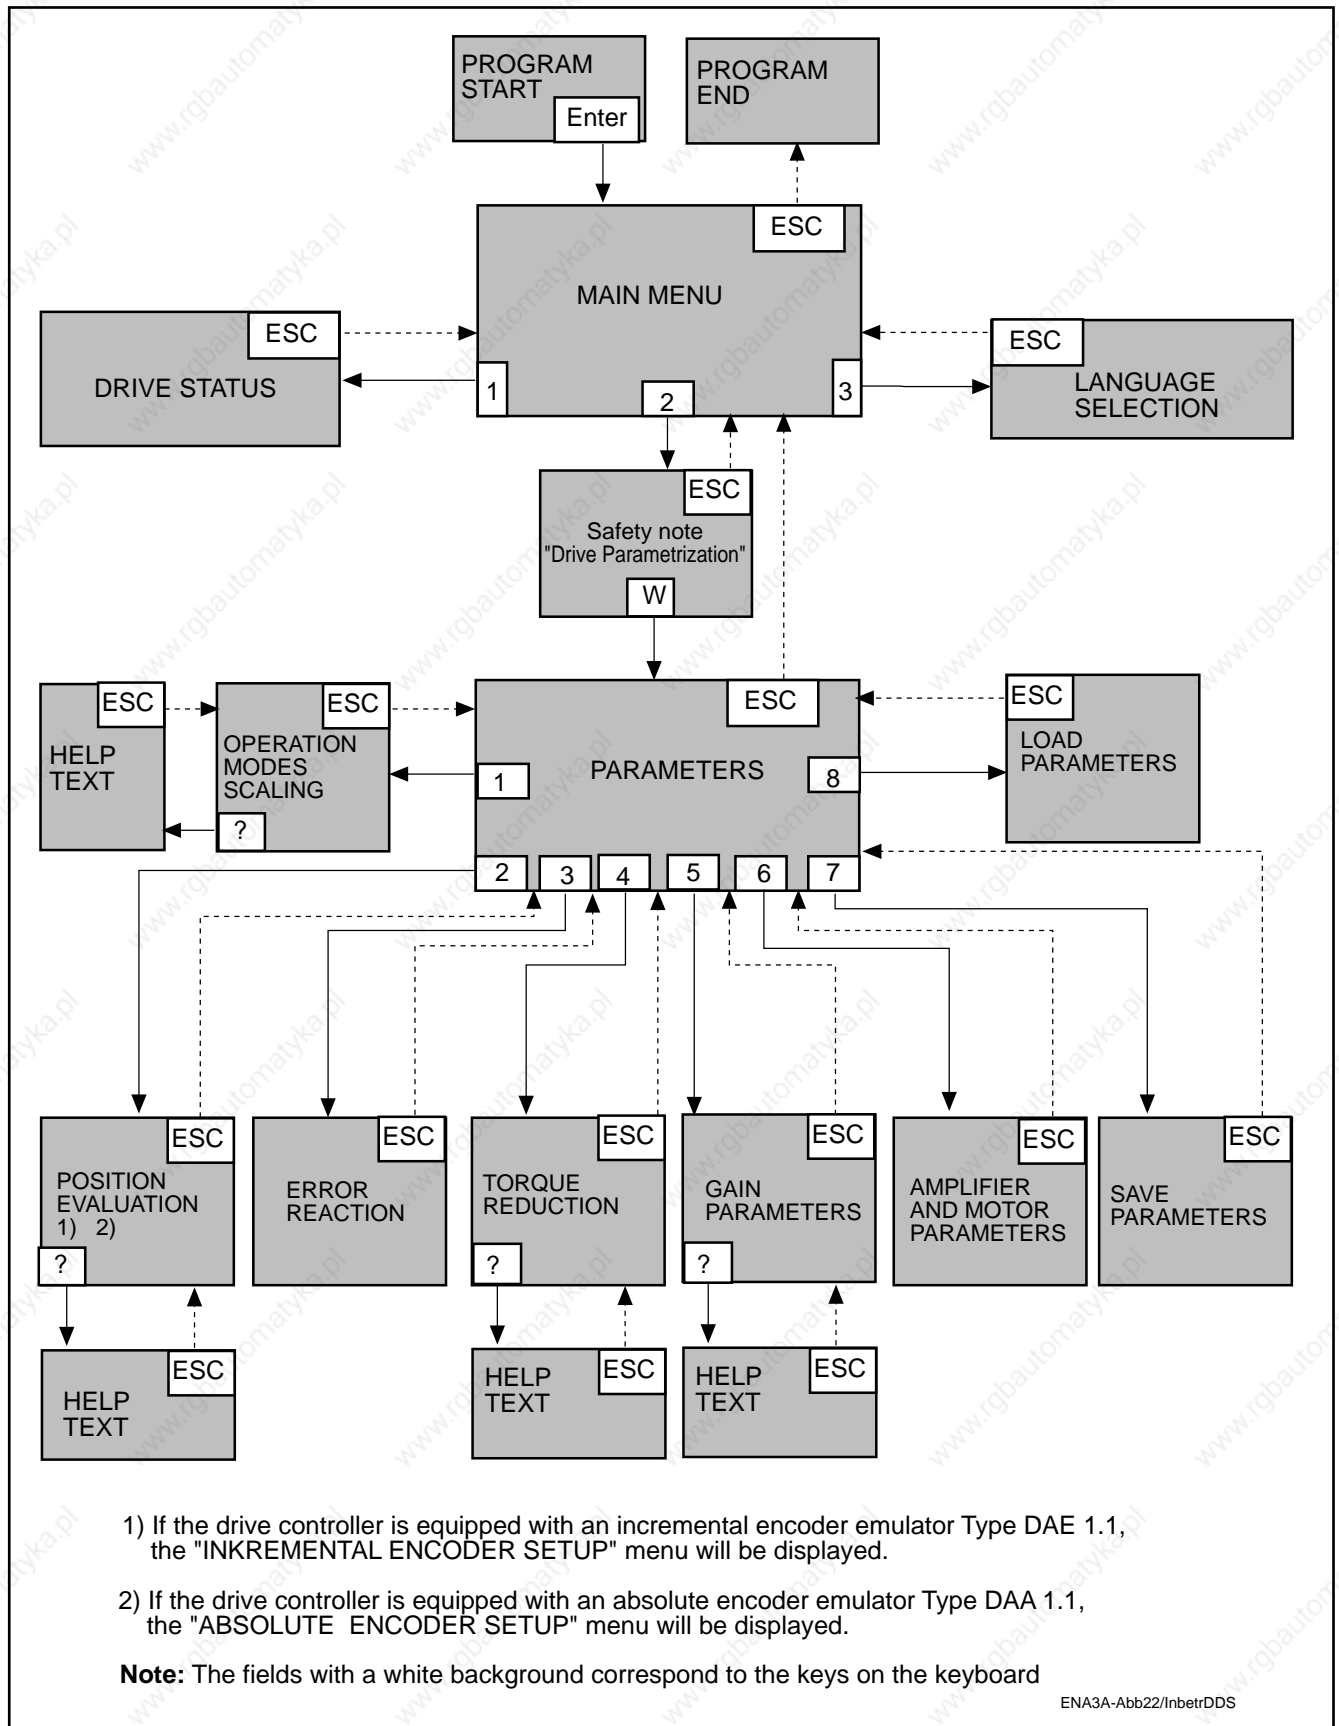 PROGRAM
START
Enter
PROGRAM
END
ESC
MAIN MENU
1
2
3
ESC
DRIVE STATUS
ESC
LANGUAGE
SELECTION
ESC
Safety note
"Drive Parametrization"
W
ESC
HELP
TEXT
ESC
OPERATION
MODES
SCALING
?
ESC
PARAMETERS
1
8
2
3
4
5
6
7
ESC
LOAD
PARAMETERS
ESC
POSITION
EVALUATION
1) 2)
?
ESC
ERROR
REACTION
ESC
TORQUE
REDUCTION
?
ESC
GAIN
PARAMETERS
?
ESC
AMPLIFIER
AND MOTOR
PARAMETERS
ESC
SAVE
PARAMETERS
ESC
HELP
TEXT
ESC
HELP
TEXT
ESC
HELP
TEXT
1) If the drive controller is equipped with an incremental encoder emulator Type DAE 1.1,
the "INKREMENTAL ENCODER SETUP" menu will be displayed.
2) If the drive controller is equipped with an absolute encoder emulator Type DAA 1.1,
the "ABSOLUTE ENCODER SETUP" menu will be displayed.
Note: The fields with a white background correspond to the keys on the keyboard
ENA3A-Abb22/InbetrDDS
www.rgbautomatyka.pl